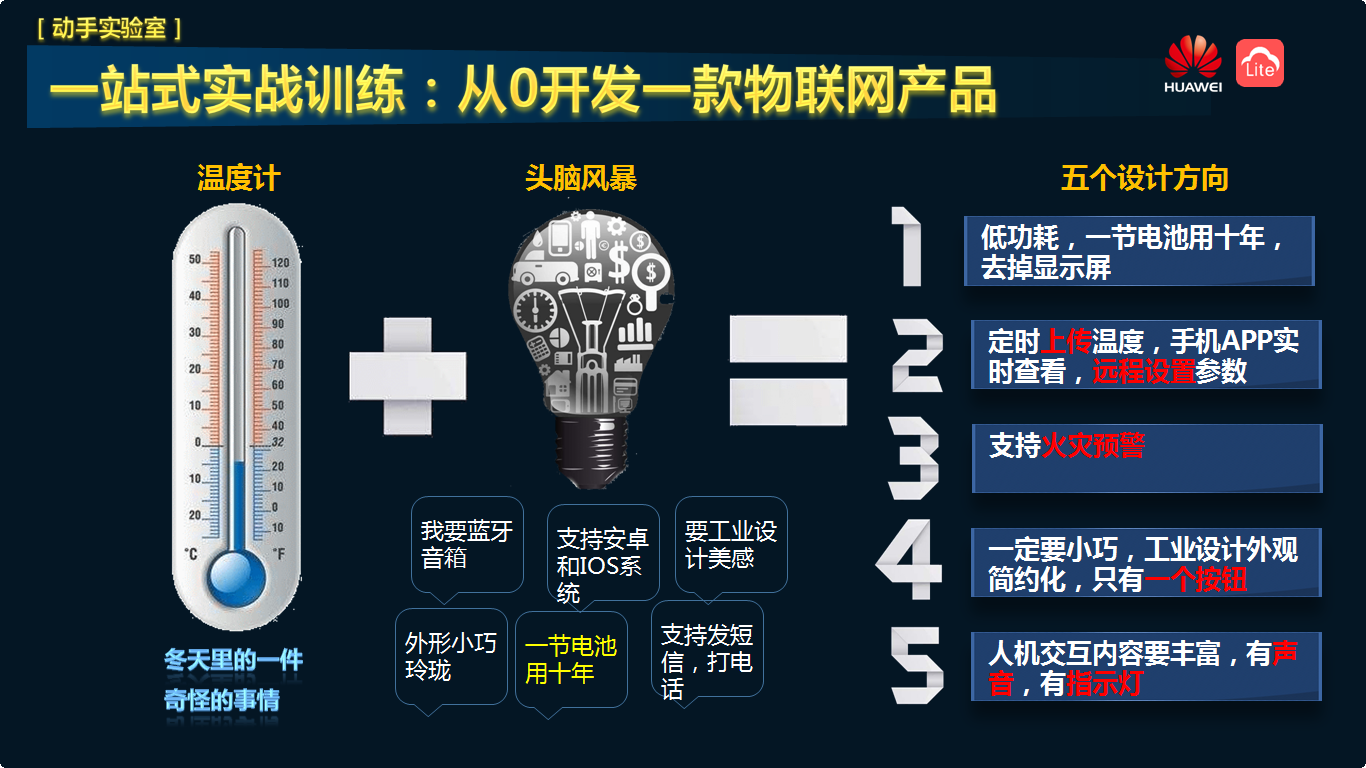 [ 动手实验室 ]
一站式实战训练：从0开发一款物联网产品
HUAWEI
Lite
温度计
头脑风暴
五个设计方向
50
40
30
20
10
0
10
20
°C
120
110
100
90
80
70
60
50
40
32
20
10
0
10
°F
冬天里的一件
奇怪的事情
我要蓝牙
音箱
支持安卓
和IOS系
统
要工业设
计美感
外形小巧
玲珑
一节电池
用十年
支持发短
信，打电
话
1
低功耗，一节电池用十年，
去掉显示屏
2
定时上传温度，手机APP实
时查看，远程设置参数
3
支持火灾预警
4
一定要小巧，工业设计外观
简约化，只有一个按钮
5
人机交互内容要丰富，有声
音，有指示灯